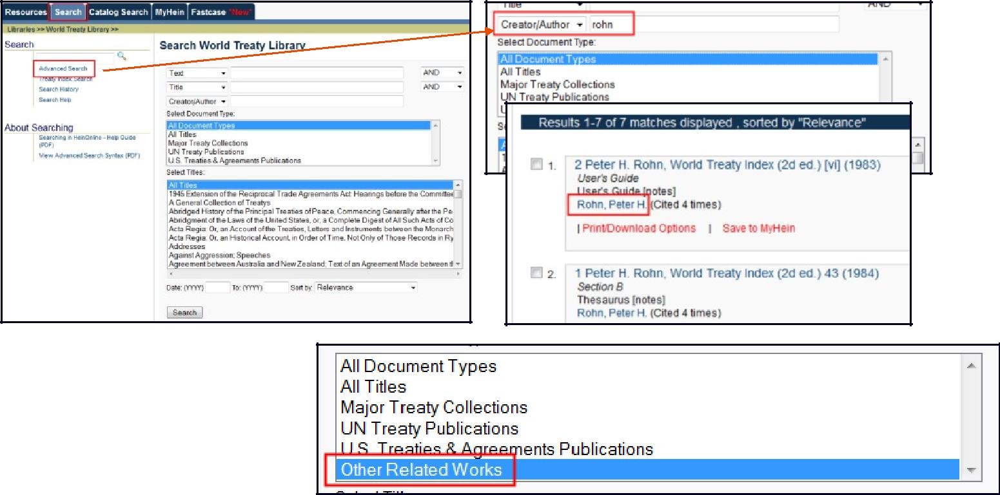 Resources Search Catalog Search MyHein Fastcase "New"
Libraries >> World Treaty Library >>
Search
Advanced Search
Treaty Index Search
Search History
Search Help
About Searching
Searching in HeinOnline - Help Guide
(PDF)
View Advanced Search Syntax (PDF)
Search World Treaty Library
Text AND
Title AND
Creator/Author
Select Document Type:
All Document Types
All Titles
Major Treaty Collections
UN Treaty Publications
U.S. Treaties & Agreements Publications
Select Titles:
All Titles
1945 Extension of the Reciprocal Trade Agreements Act: Hearings before the Committee
A General Collection of Treatys
Abridged History of the Principal Treaties of Peace, Commencing Generally after the Pe
Abridgment of the Laws of the United States, or, a Complete Digest of All Such Acts of Co
Acta Regia: Or, an Account of the Treaties, Letters and Instruments between the Monarch
Acta Regia: Or, an Historical Account, in Order of Time, Not Only of Those Records in Ry
Addresses
Against Aggression; Speeches
Agreement between Australia and New Zealand; Text of an Agreement Made between th
Date: (YYYY) To: (YYYY) Sort by: Relevance
Search
Title AND
Creator/Author rohn
Select Document Type:
All Document Types
All Titles
Major Treaty Collections
UN Treaty Publications
Results 1-7 of 7 matches displayed , sorted by "Relevance"
1. 2 Peter H. Rohn, World Treaty Index (2d ed.) [vi] (1983)
User's Guide
User's Guide [notes]
Rohn, Peter H. (Cited 4 times)
| Print/Download Options | Save to MyHein
2. 1 Peter H. Rohn, World Treaty Index (2d ed.) 43 (1984)
Section B
Thesaurus [notes]
Rohn, Peter H. (Cited 4 times)
All Document Types
All Titles
Major Treaty Collections
UN Treaty Publications
U.S. Treaties & Agreements Publications
Other Related Works